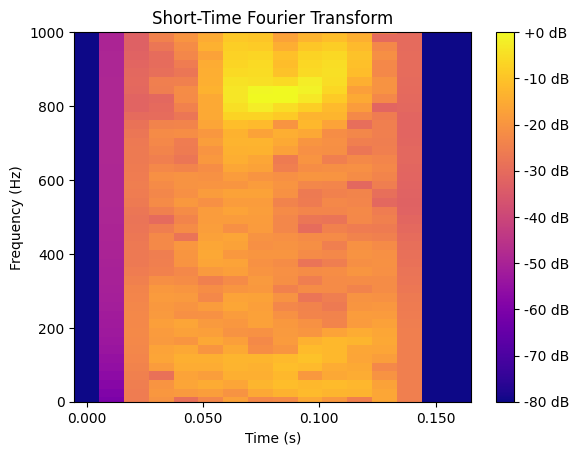 Short-Time Fourier Transform
1000
800
600
400
200
0
Frequency (Hz)
0.000
0.050
0.100
0.150
Time (s)
+0 dB
-10 dB
-20 dB
-30 dB
-40 dB
-50 dB
-60 dB
-70 dB
-80 dB